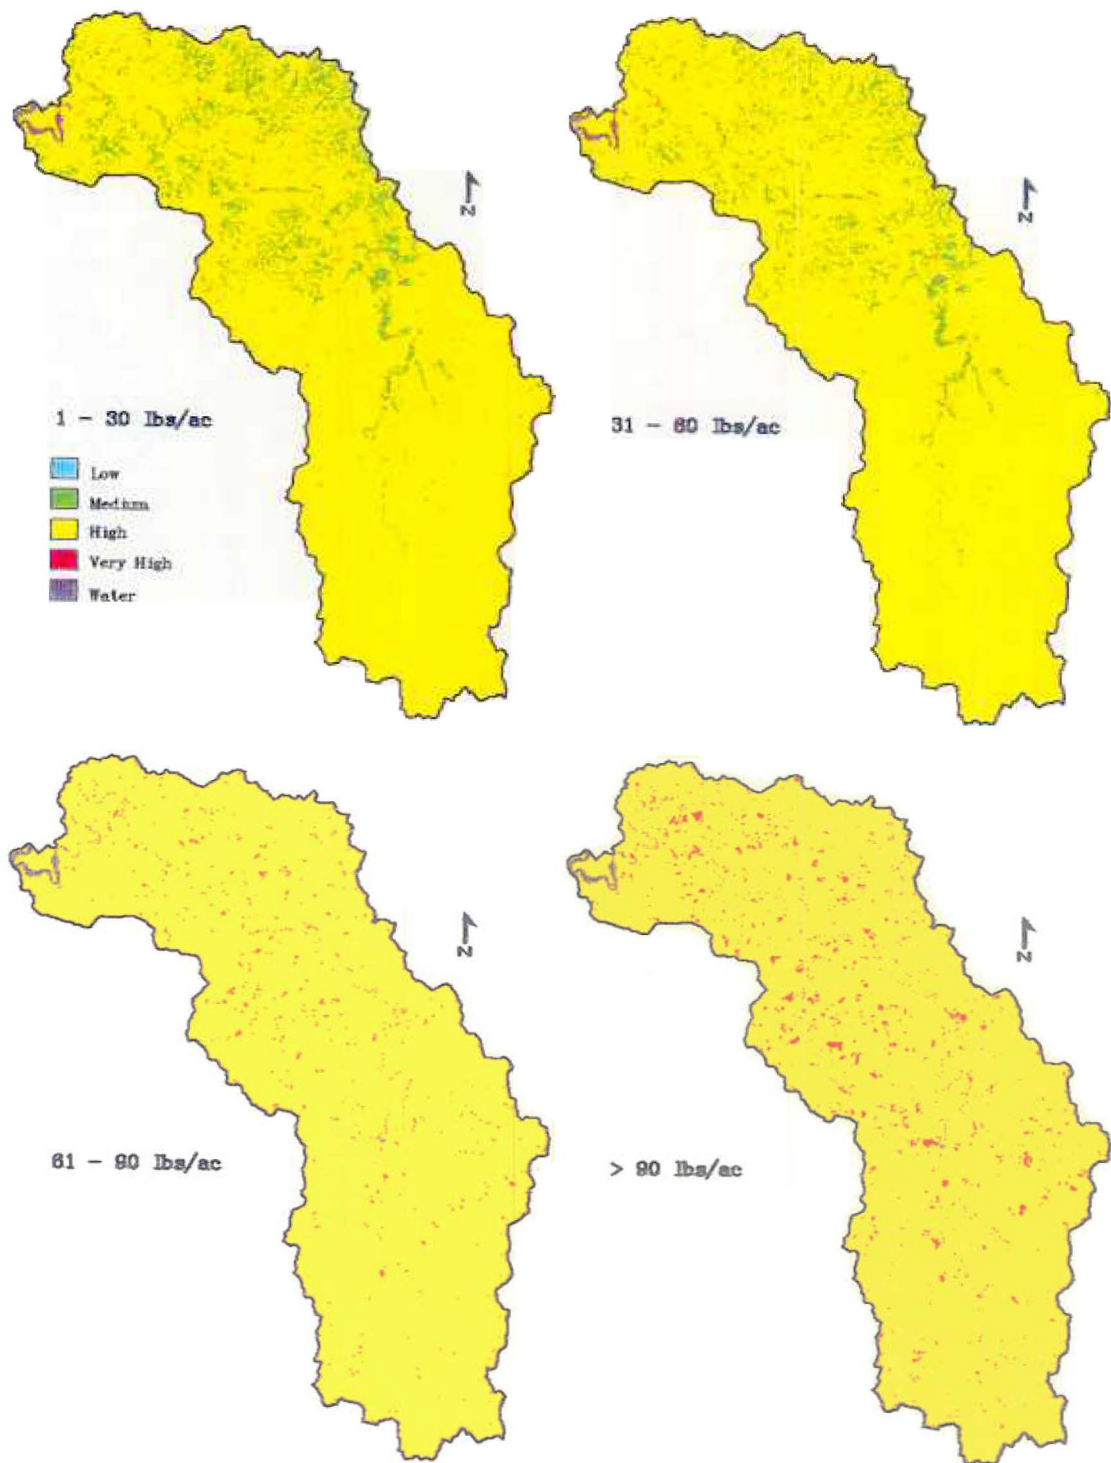 N
N
1 - 30 lbs/ac
31 - 60 lbs/ac
Low
Medium
High
Very High
Water
N
N
61 - 90 lbs/ac
> 90 lbs/ac